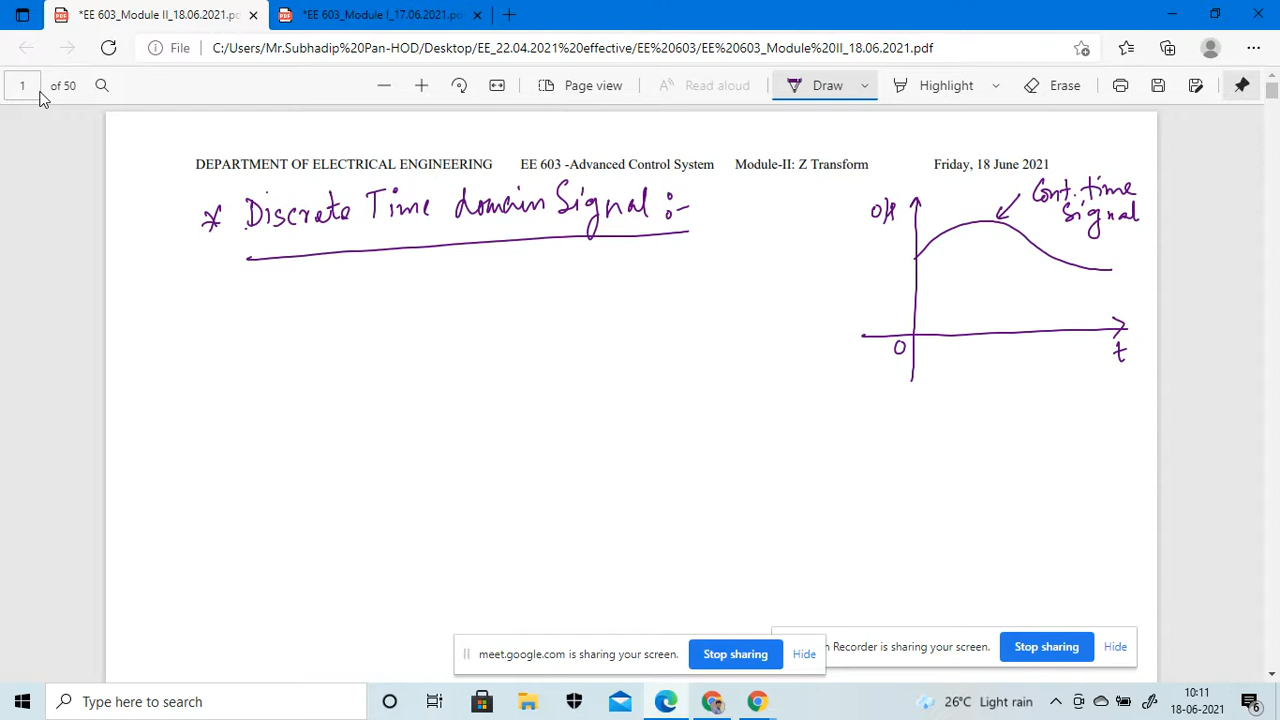 *EE 603_Module II_18.06.2021.pd
*EE 603_Module I_17.06.2021.pdf
File
C:/Users/Mr.Subhadip%20Pan-HOD/Desktop/EE_22.04.2021%20effective/EE%20603/EE%20603_Module%20II_18.06.2021.pdf
1 of 50
Page view
Read aloud
Draw
Highlight
Erase
DEPARTMENT OF ELECTRICAL ENGINEERING EE 603 -Advanced Control System Module-II: Z Transform Friday, 18 June 2021
* Discrete Time domain Signal :-
Cont. time
Signal
O/P
0
t
meet.google.com is sharing your screen. Stop sharing Hide
n Recorder is sharing your screen. Stop sharing Hide
Type here to search
26°C Light rain
10:11
18-06-2021
6